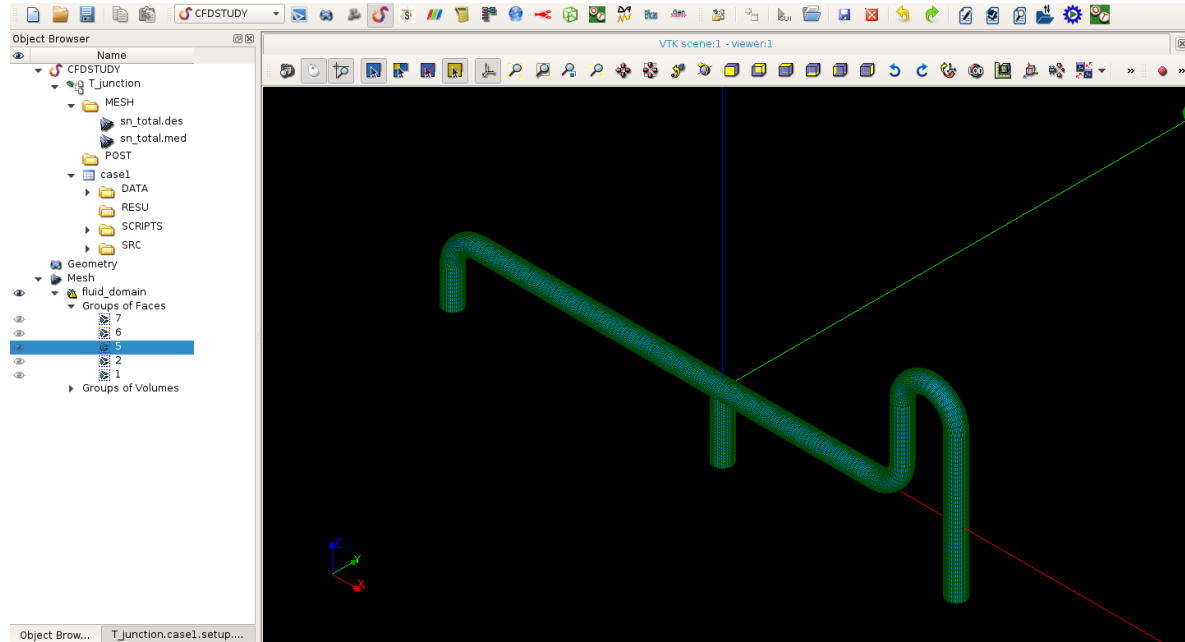 CFDSTUDY
Object Browser
VTK scene:1 - viewer:1
Name
CFDSTUDY
T_junction
MESH
sn_total.des
sn_total.med
POST
case1
DATA
RESU
SCRIPTS
SRC
Geometry
Mesh
fluid_domain
Groups of Faces
7
6
5
2
1
Groups of Volumes
Z
Y
X
Object Brow...
T_junction.case1.setup....